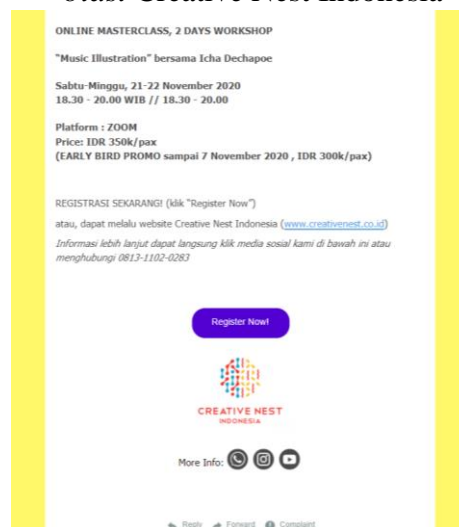 Creative Nest Indonesia
ONLINE MASTERCLASS, 2 DAYS WORKSHOP
"Music Illustration" bersama Icha Dechapoe
Sabtu-Minggu, 21-22 November 2020
18.30 - 20.00 WIB // 18.30 - 20.00
Platform : ZOOM
Price: IDR 350k/pax
(EARLY BIRD PROMO sampai 7 November 2020 , IDR 300k/pax)
REGISTRASI SEKARANG! (klik "Register Now")
atau, dapat melalu website Creative Nest Indonesia (www.creativenest.co.id)
Informasi lebih lanjut dapat langsung klik media sosial kami di bawah ini atau
menghubungi 0813-1102-0283
Register Now!
CREATIVE NEST
INDONESIA
More Info:
Reply Forward Complaint